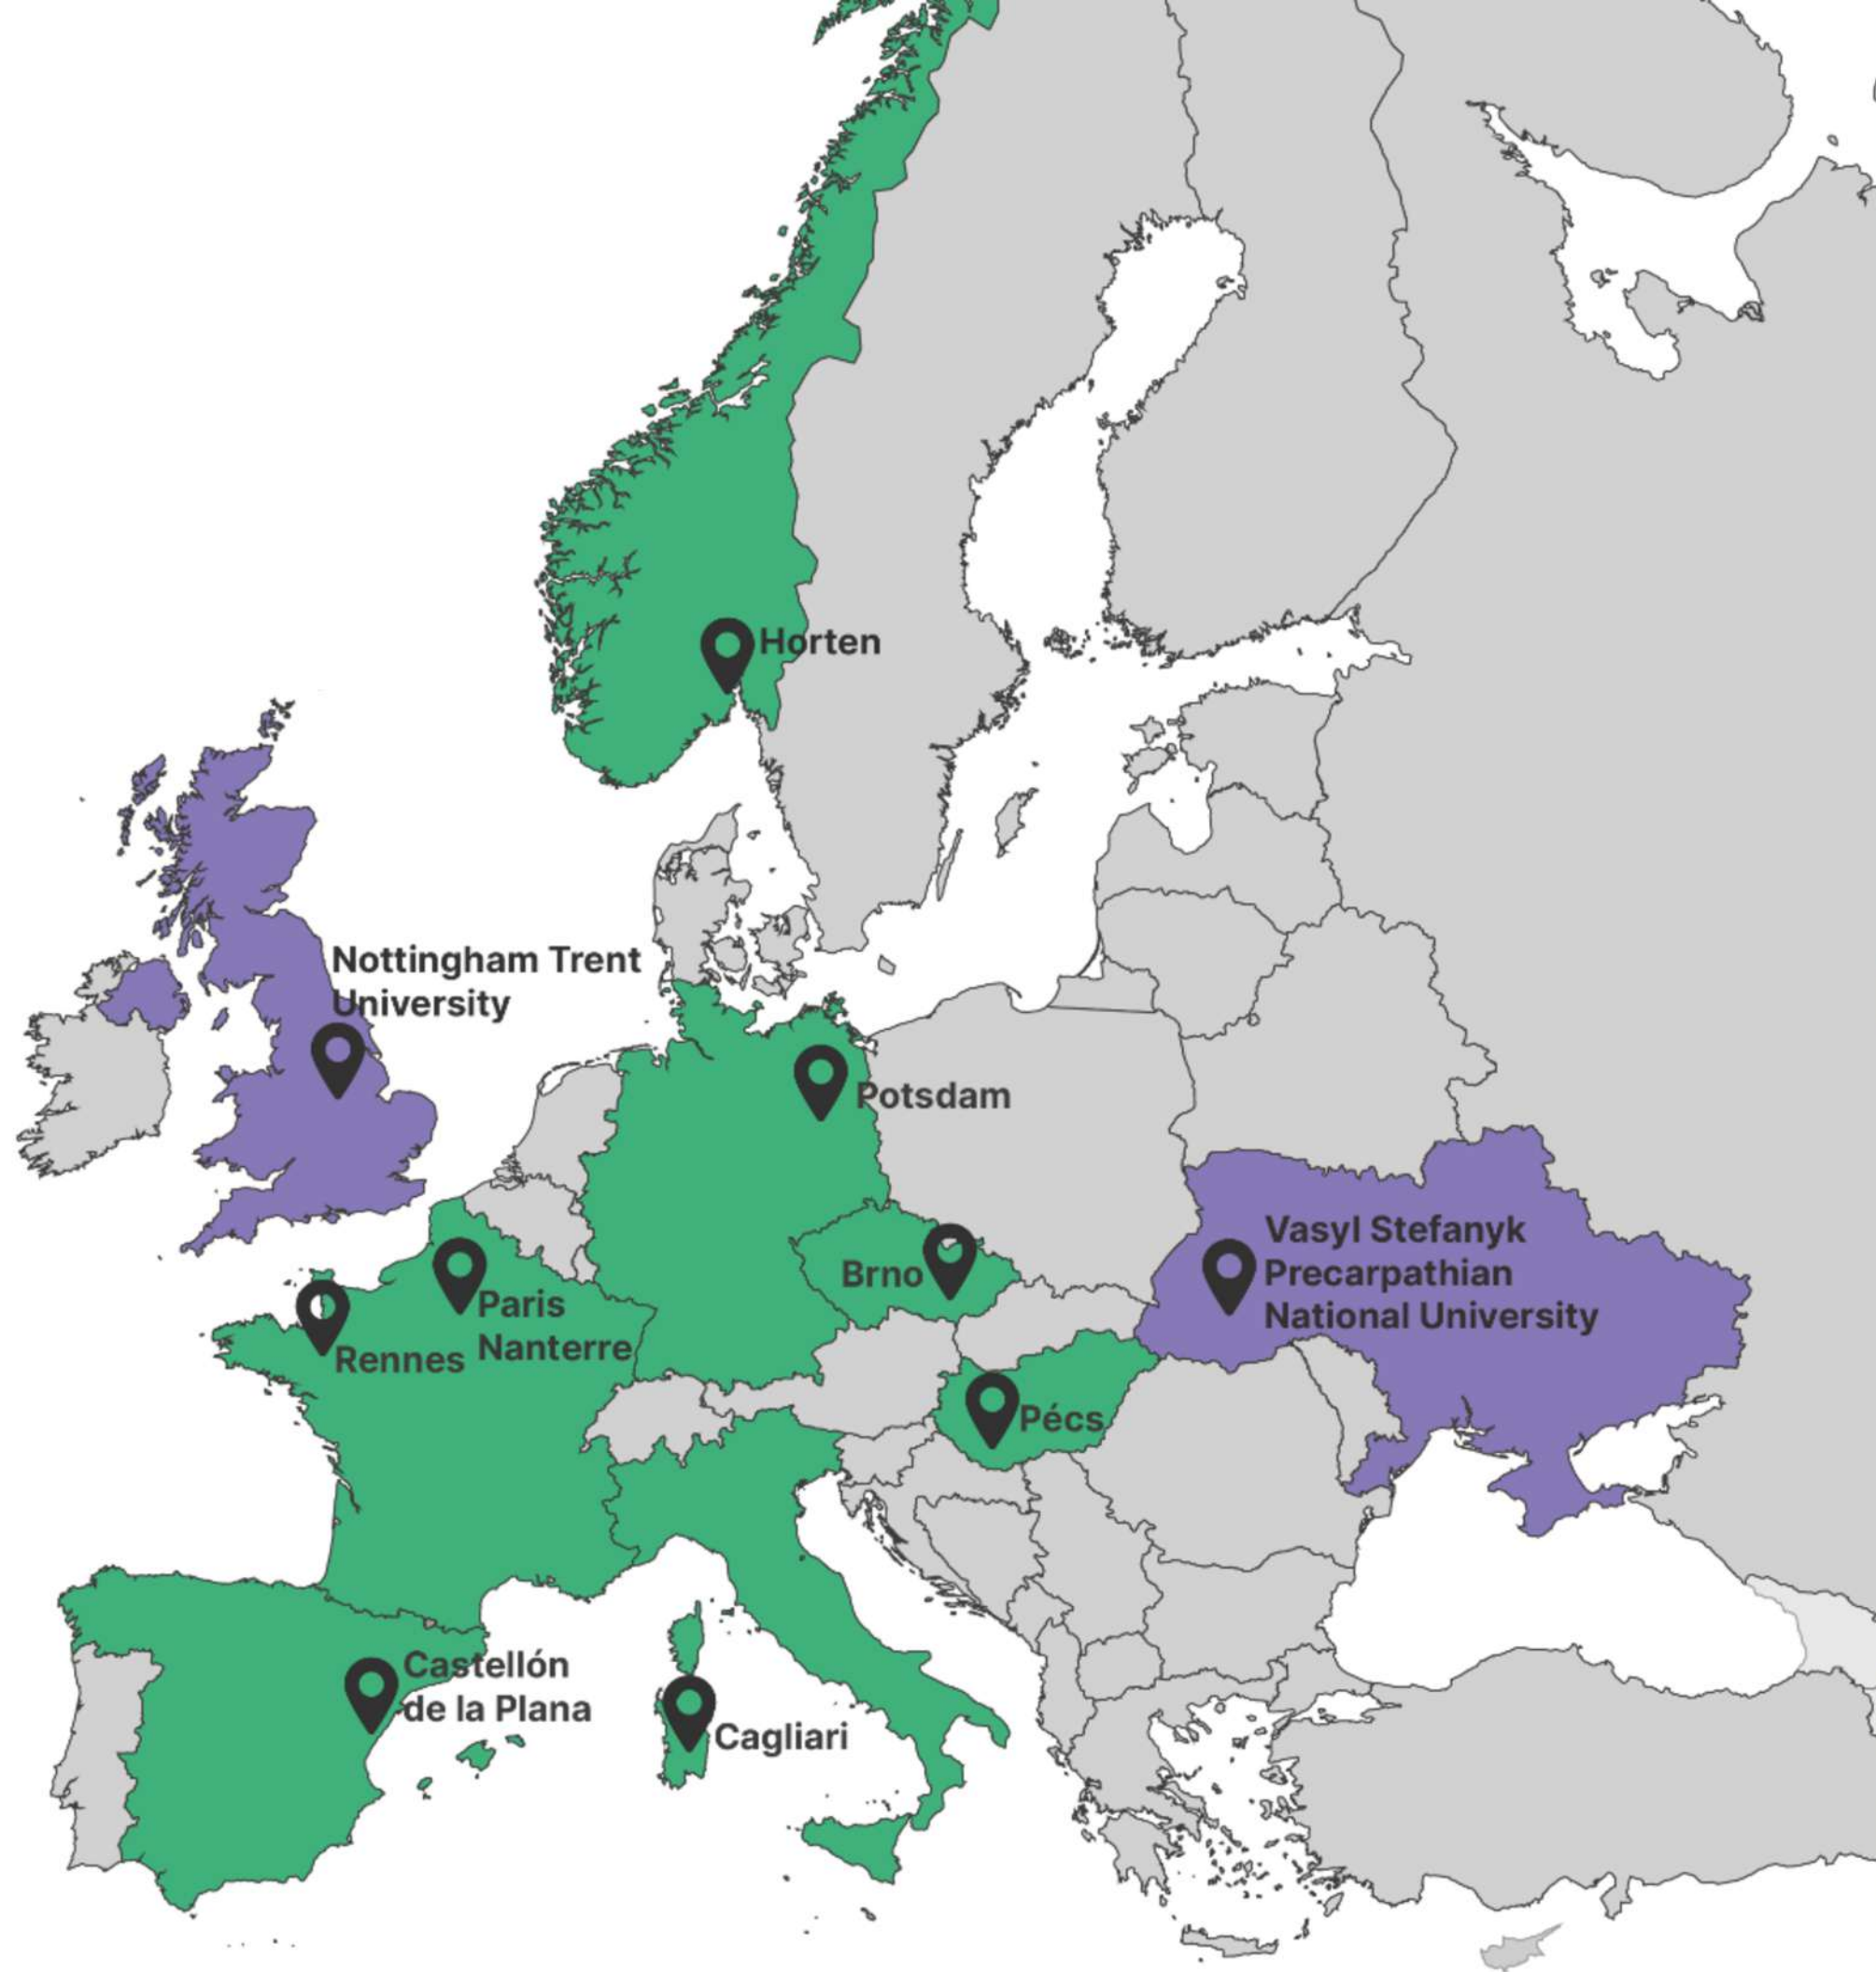 Horten
Nottingham Trent
University
Potsdam
Vasyl Stefanyk
Precarpathian
National University
Brno
Paris
Nanterre
Rennes
Pécs
Castellón
de la Plana
Cagliari